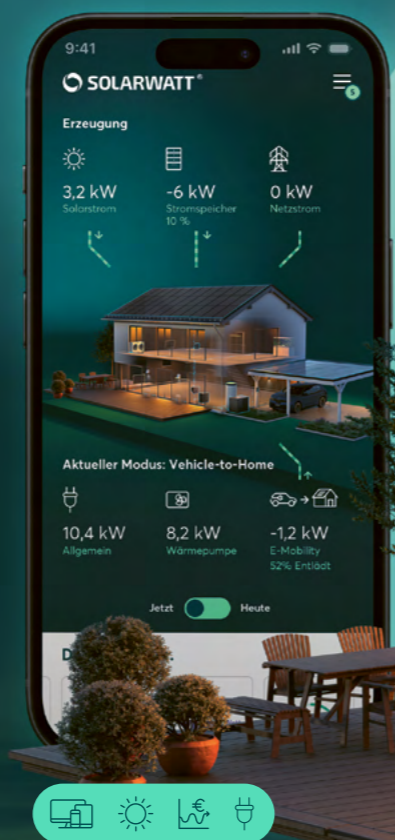 9:41
SOLARWATT®
5
Erzeugung
3,2 kW
Solarstrom
-6 kW
Stromspeicher
10 %
0 kW
Netzstrom
Aktueller Modus: Vehicle-to-Home
10,4 kW
Allgemein
8,2 kW
Wärmepumpe
-1,2 kW
E-Mobility
52% Entlädt
Jetzt
Heute
€